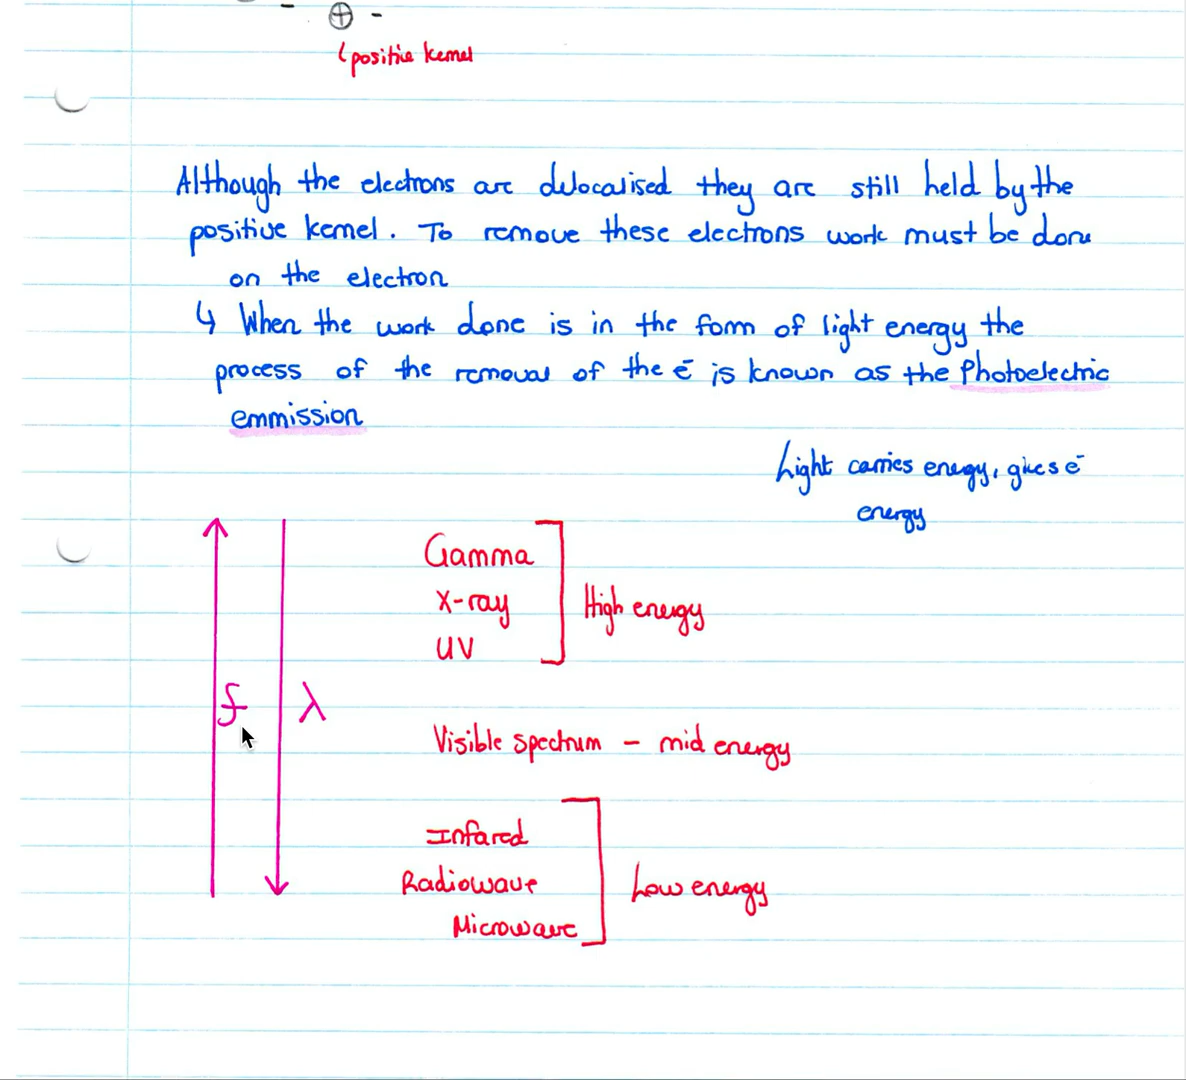 - ⊕ -
positive kernel
Although the electrons are delocalised they are still held by the
positive kernel. To remove these electrons work must be done
on the electron
↳ When the work done is in the form of light energy the
process of the removal of the e⁻ is known as the Photoelectric
emmission
Light carries energy, gives e⁻
energy
Gamma
X-ray
UV
High energy
f
λ
Visible spectrum - mid energy
Infared
Radiowave
Microwave
Low energy